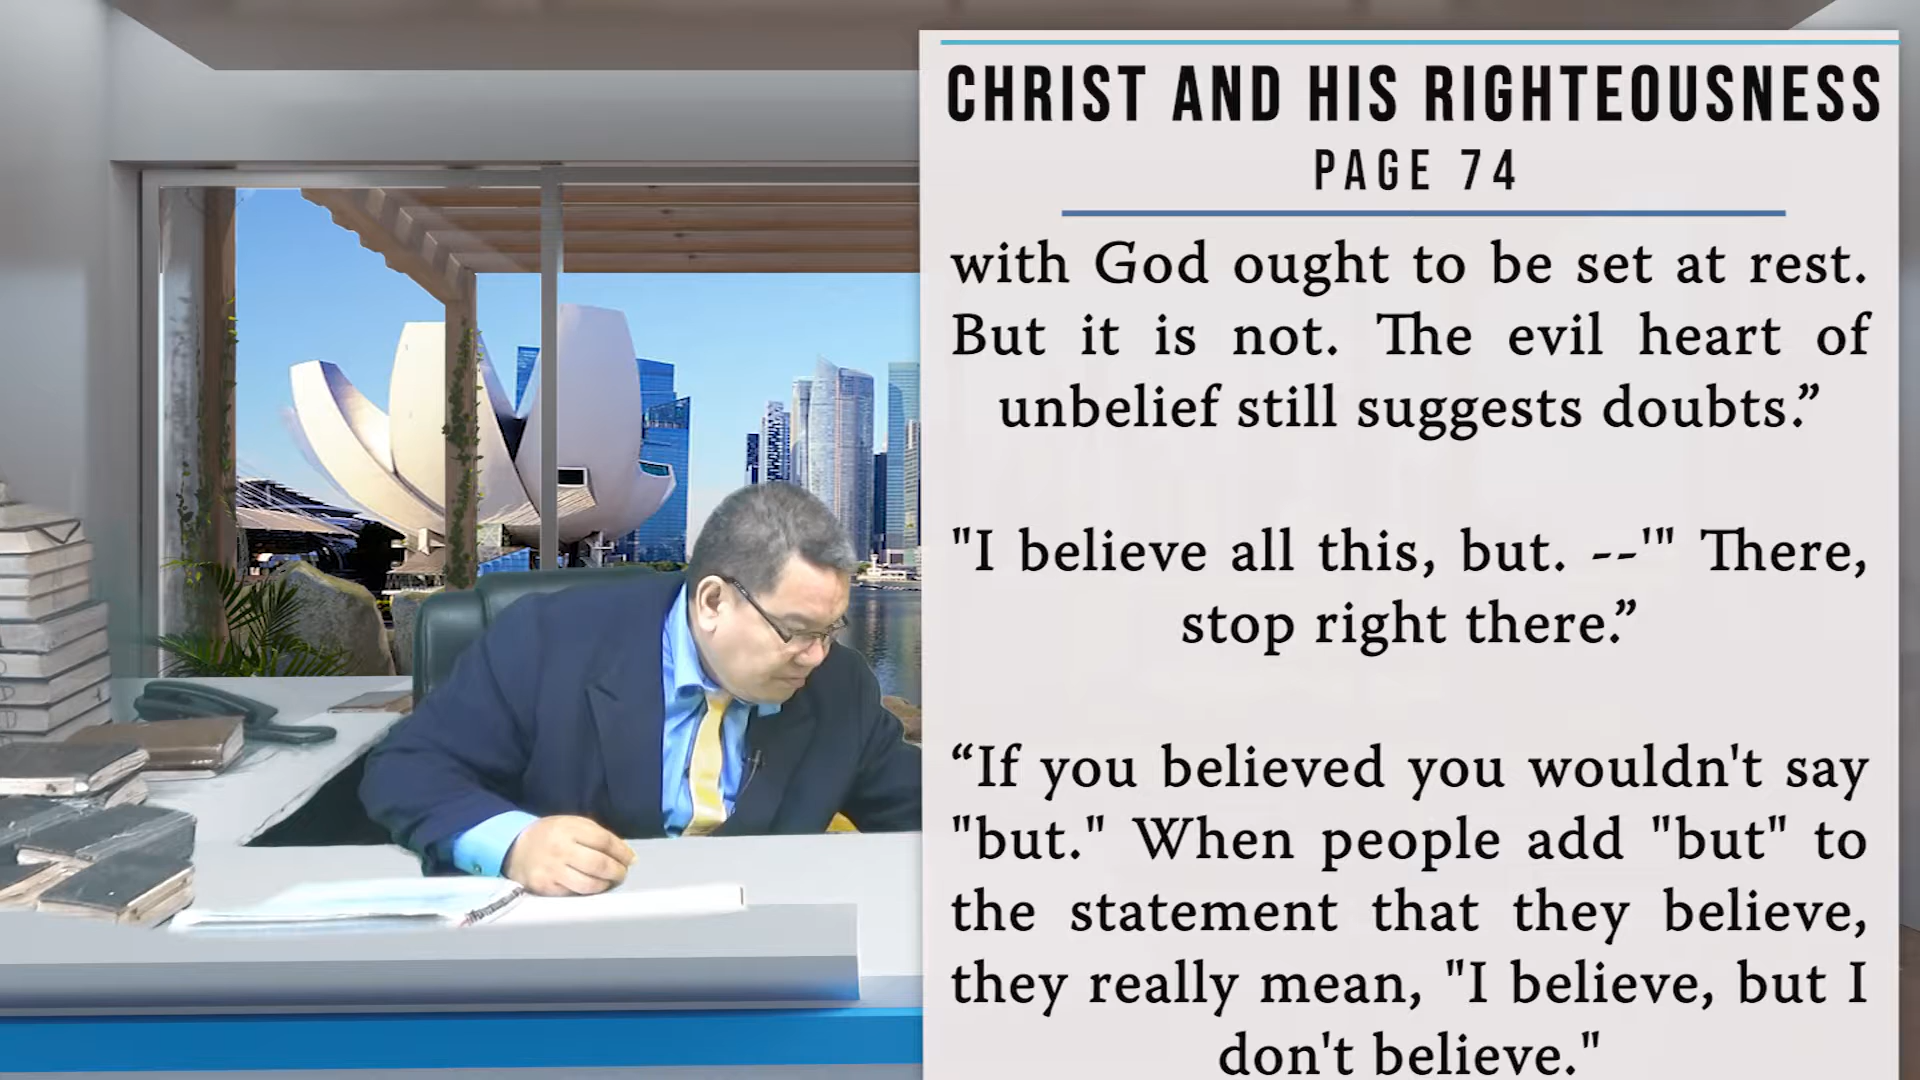 CHRIST AND HIS RIGHTEOUSNESS
PAGE 74
with God ought to be set at rest.
But it is not. The evil heart of
unbelief still suggests doubts.”
"I believe all this, but. --'" There,
stop right there.”
“If you believed you wouldn't say
"but." When people add "but" to
the statement that they believe,
they really mean, "I believe, but I
don't believe."